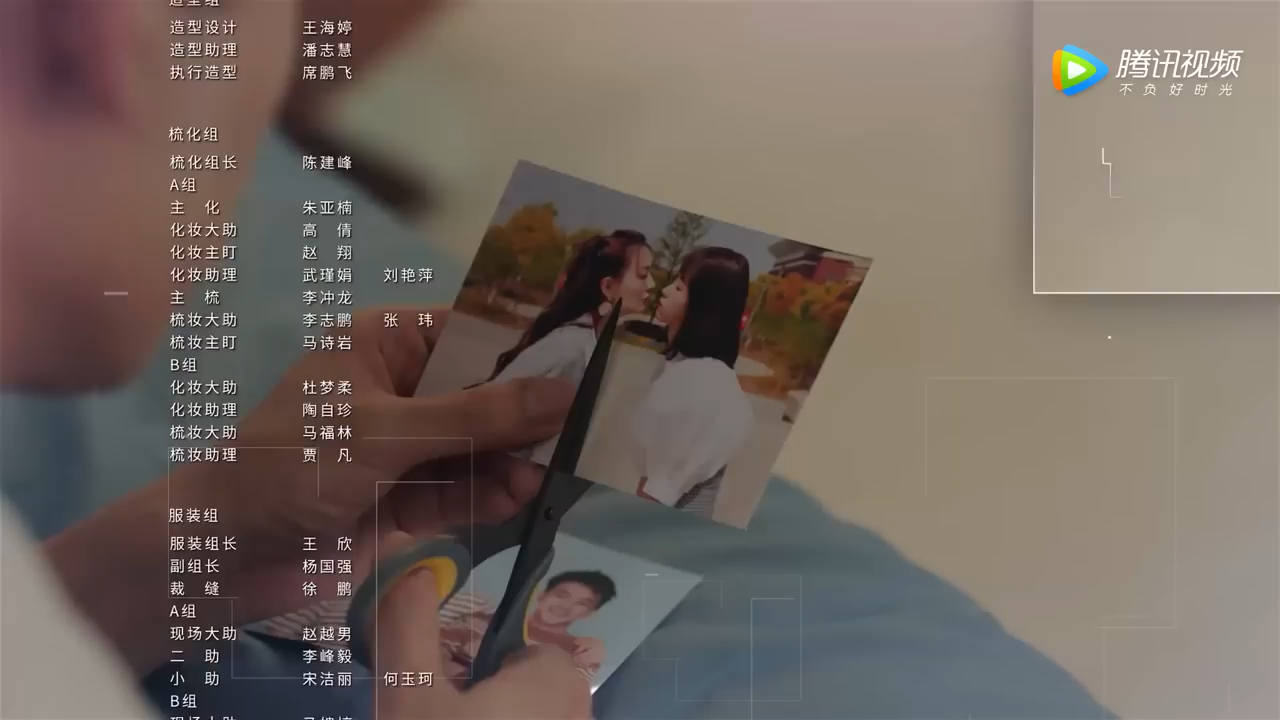 造型组
造型设计 王海婷
造型助理 潘志慧
执行造型 席鹏飞
梳化组
梳化组长 陈建峰
A组
主 化 朱亚楠
化妆大助 高 倩
化妆主盯 赵 翔
化妆助理 武瑾娟 刘艳萍
主 梳 李冲龙
梳妆大助 李志鹏 张 玮
梳妆主盯 马诗岩
B组
化妆大助 杜梦柔
化妆助理 陶自珍
梳妆大助 马福林
梳妆助理 贾 凡
服装组
服装组长 王 欣
副组长 杨国强
裁 缝 徐 鹏
A组
现场大助 赵越男
二 助 李峰毅
小 助 宋洁丽 何玉珂
B组
现场大助
腾讯视频
不负好时光